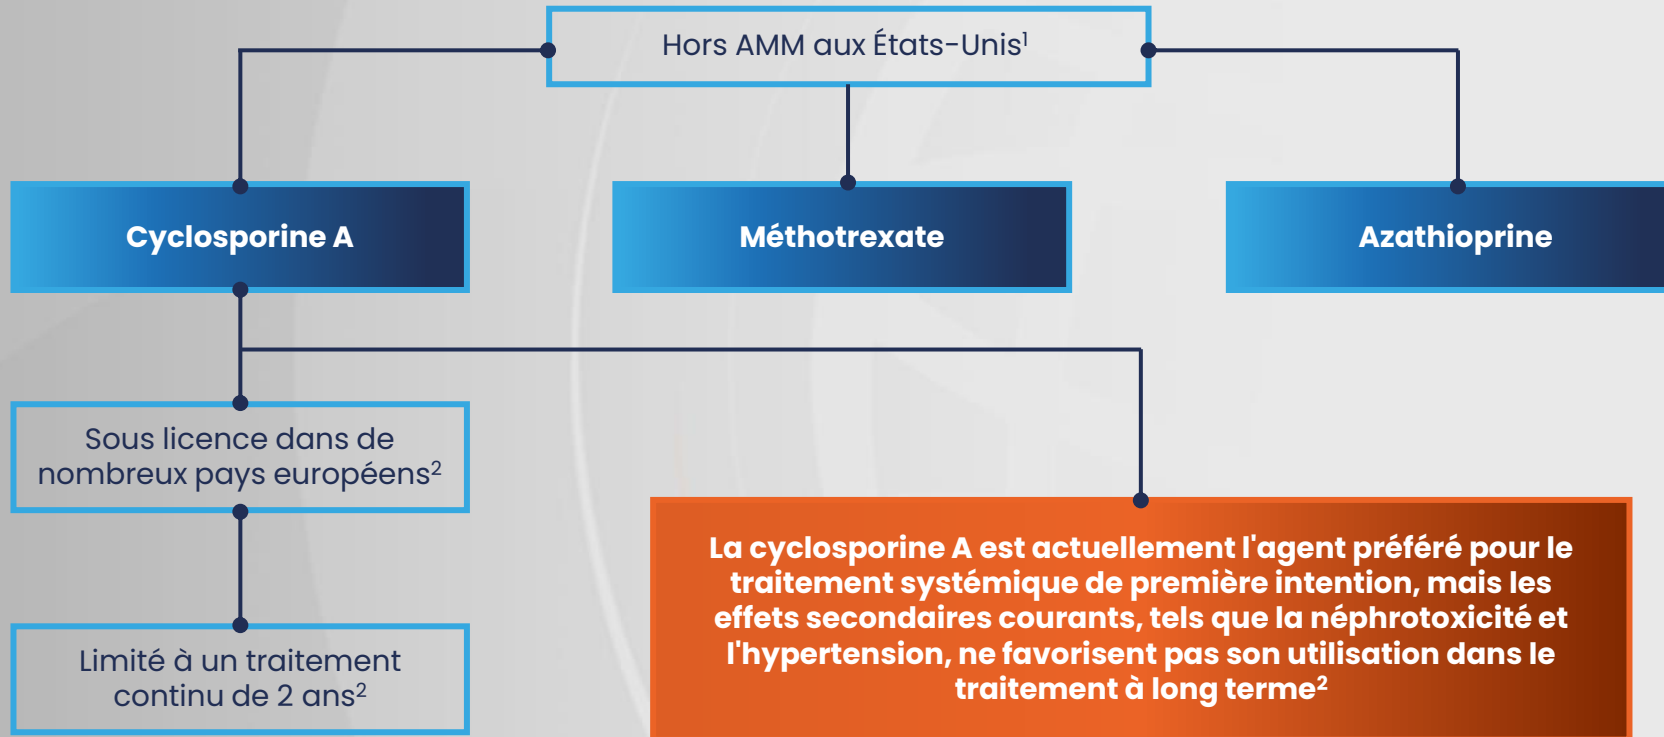 Hors AMM aux États-Unis¹
Cyclosporine A
Méthotrexate
Azathioprine
Sous licence dans de
nombreux pays européens²
Limité à un traitement
continu de 2 ans²
La cyclosporine A est actuellement l'agent préféré pour le
traitement systémique de première intention, mais les
effets secondaires courants, tels que la néphrotoxicité et
l'hypertension, ne favorisent pas son utilisation dans le
traitement à long terme²